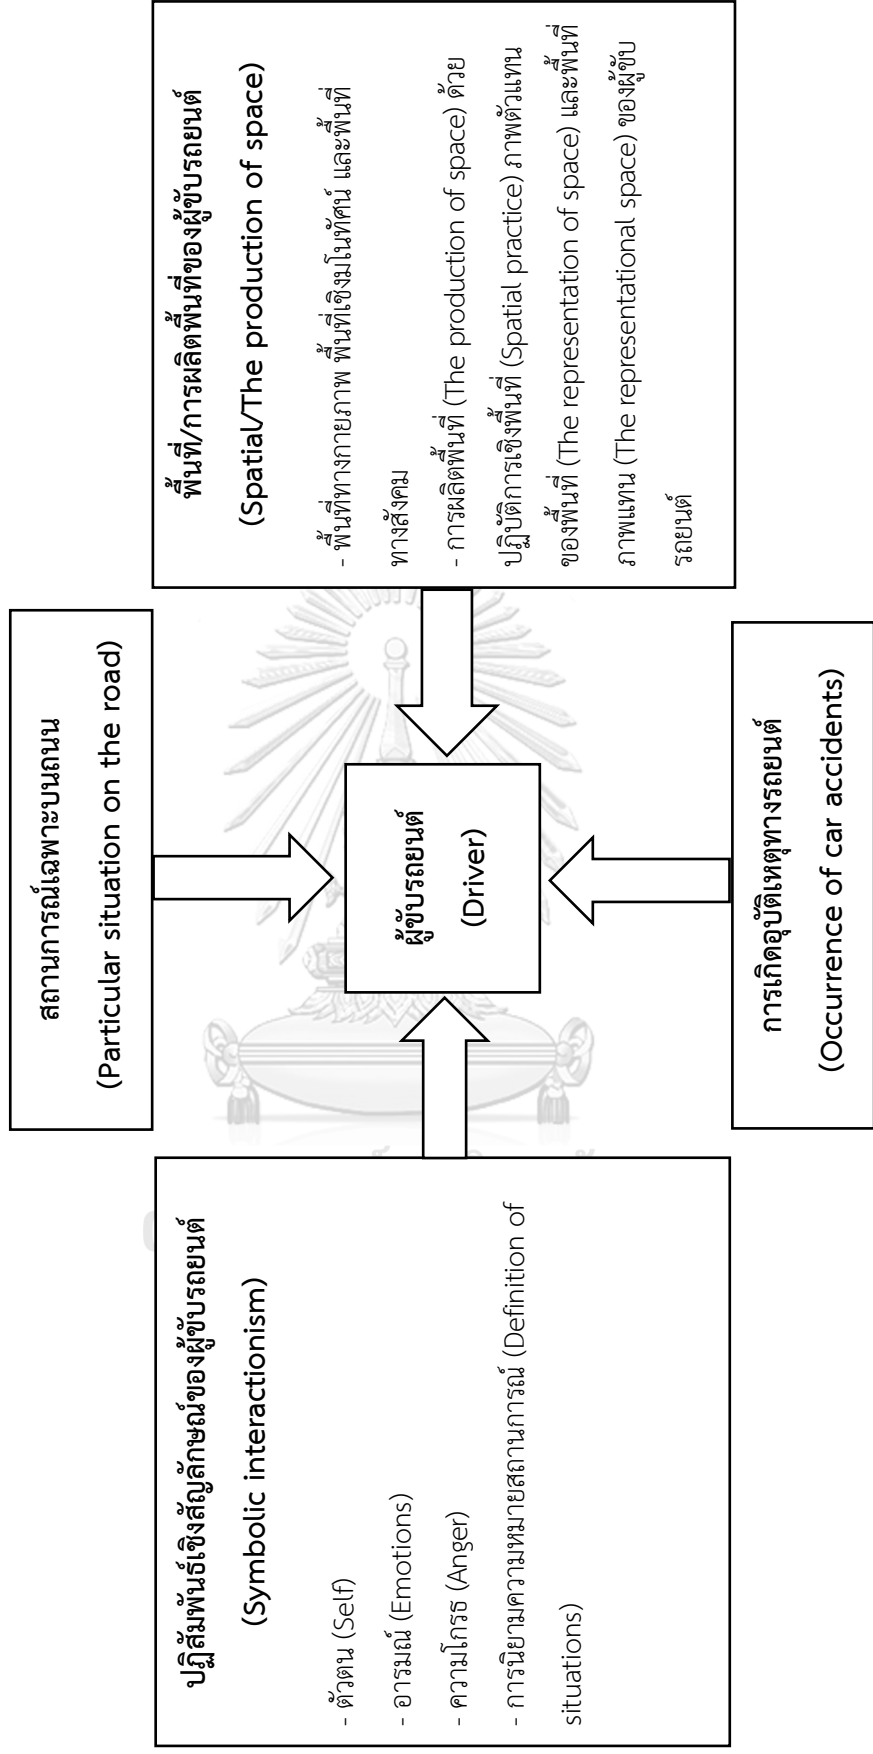 สถานการณ์เฉพาะบนถนน
(Particular situation on the road)
ปฏิสัมพันธ์เชิงสัญลักษณ์ของผู้ขับรถยนต์
(Symbolic interactionism)
- ตัวตน (Self)
- อารมณ์ (Emotions)
- ความโกรธ (Anger)
- การนิยามความหมายสถานการณ์ (Definition of
situations)
ผู้ขับรถยนต์
(Driver)
พื้นที่/การผลิตพื้นที่ของผู้ขับรถยนต์
(Spatial/The production of space)
- พื้นที่ทางกายภาพ พื้นที่เชิงมโนทัศน์ และพื้นที่
ทางสังคม
- การผลิตพื้นที่ (The production of space) ด้วย
ปฏิบัติการเชิงพื้นที่ (Spatial practice) ภาพตัวแทน
ของพื้นที่ (The representation of space) และพื้นที่
ภาพแทน (The representational space) ของผู้ขับ
รถยนต์
การเกิดอุบัติเหตุทางรถยนต์
(Occurrence of car accidents)